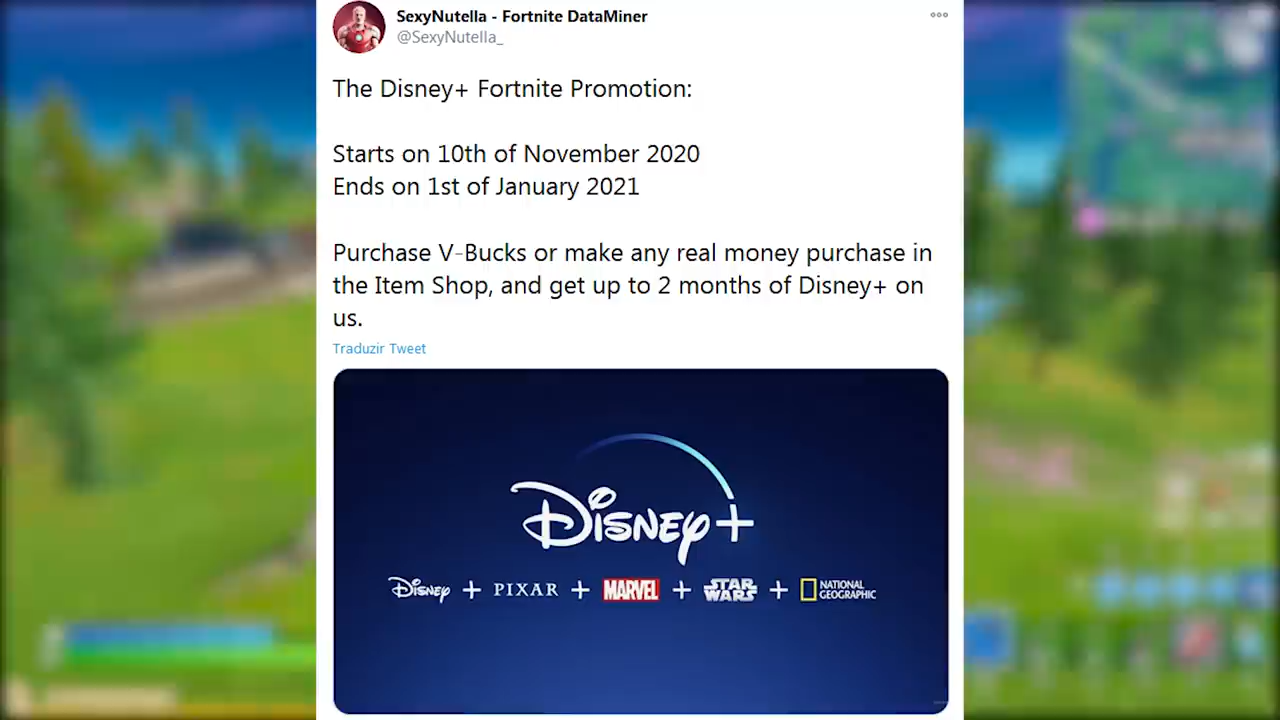 SexyNutella - Fortnite DataMiner
@SexyNutella_
The Disney+ Fortnite Promotion:
Starts on 10th of November 2020
Ends on 1st of January 2021
Purchase V-Bucks or make any real money purchase in
the Item Shop, and get up to 2 months of Disney+ on
us.
Traduzir Tweet
Disney+
Disney + PIXAR + MARVEL + STAR WARS + NATIONAL GEOGRAPHIC